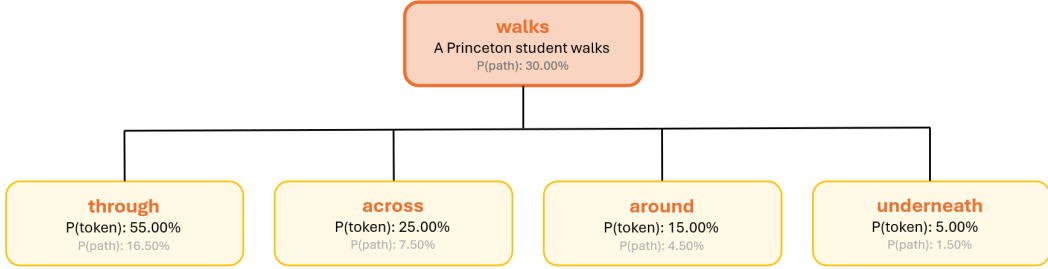 walks
A Princeton student walks
P(path): 30.00%
through
P(token): 55.00%
P(path): 16.50%
across
P(token): 25.00%
P(path): 7.50%
around
P(token): 15.00%
P(path): 4.50%
underneath
P(token): 5.00%
P(path): 1.50%